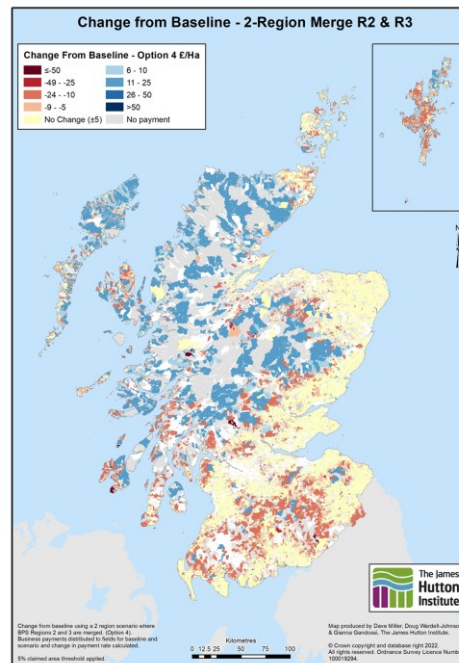 Change from Baseline - 2-Region Merge R2 & R3
Change From Baseline - Option 4 £/Ha
≤-50
-49 - -25
-24 - -10
-9 - -5
No Change (±5)
6 - 10
11 - 25
26 - 50
>50
No payment
N
The James
Hutton
Institute
Change from baseline using a 2 region scenario where
BPS Regions 2 and 3 are merged. (Option 4).
Business payments distributed to fields for baseline and
scenario and change in payment rate calculated.
5% claimed area threshold applied.
Kilometres
0 12.5 25 50 75 100
Map produced by Dave Miller, Doug Wardell-Johnson
& Gianna Gandossi, The James Hutton Institute.
© Crown copyright and database right 2022.
All rights reserved. Ordnance Survey Licence Number
100019294.